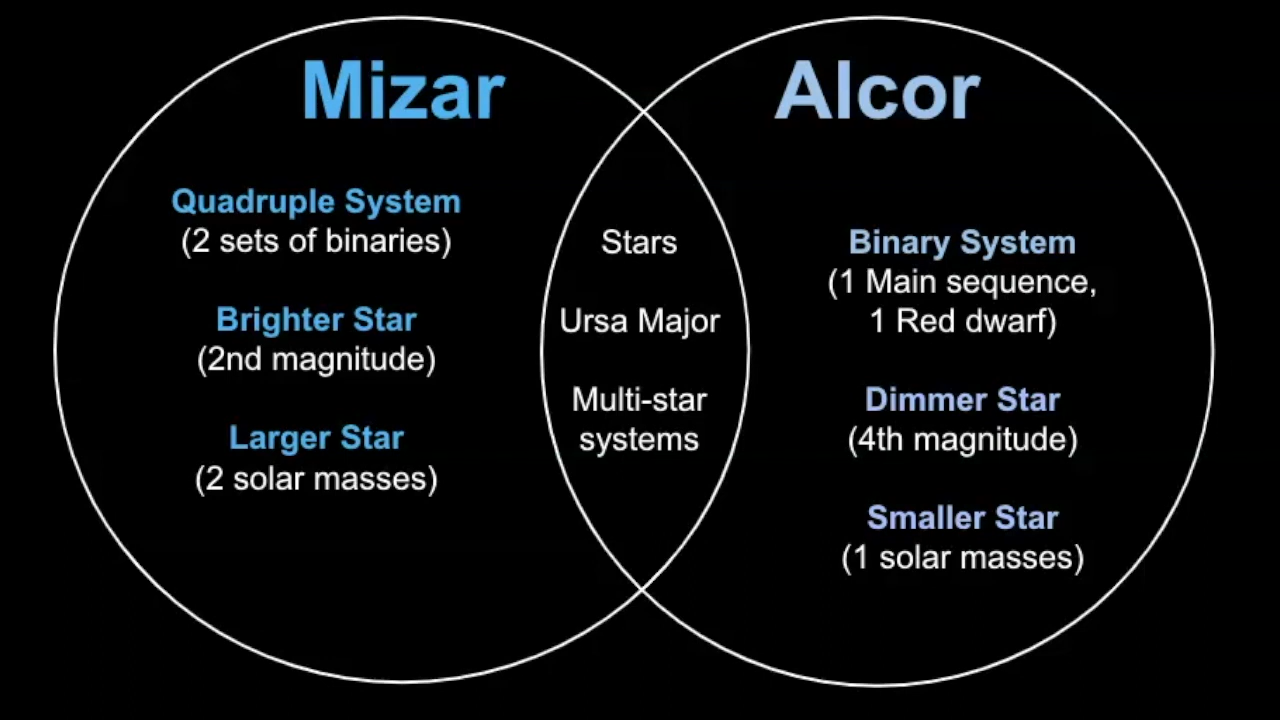 Mizar
Quadruple System
(2 sets of binaries)
Brighter Star
(2nd magnitude)
Larger Star
(2 solar masses)
Stars
Ursa Major
Multi-star
systems
Alcor
Binary System
(1 Main sequence,
1 Red dwarf)
Dimmer Star
(4th magnitude)
Smaller Star
(1 solar masses)